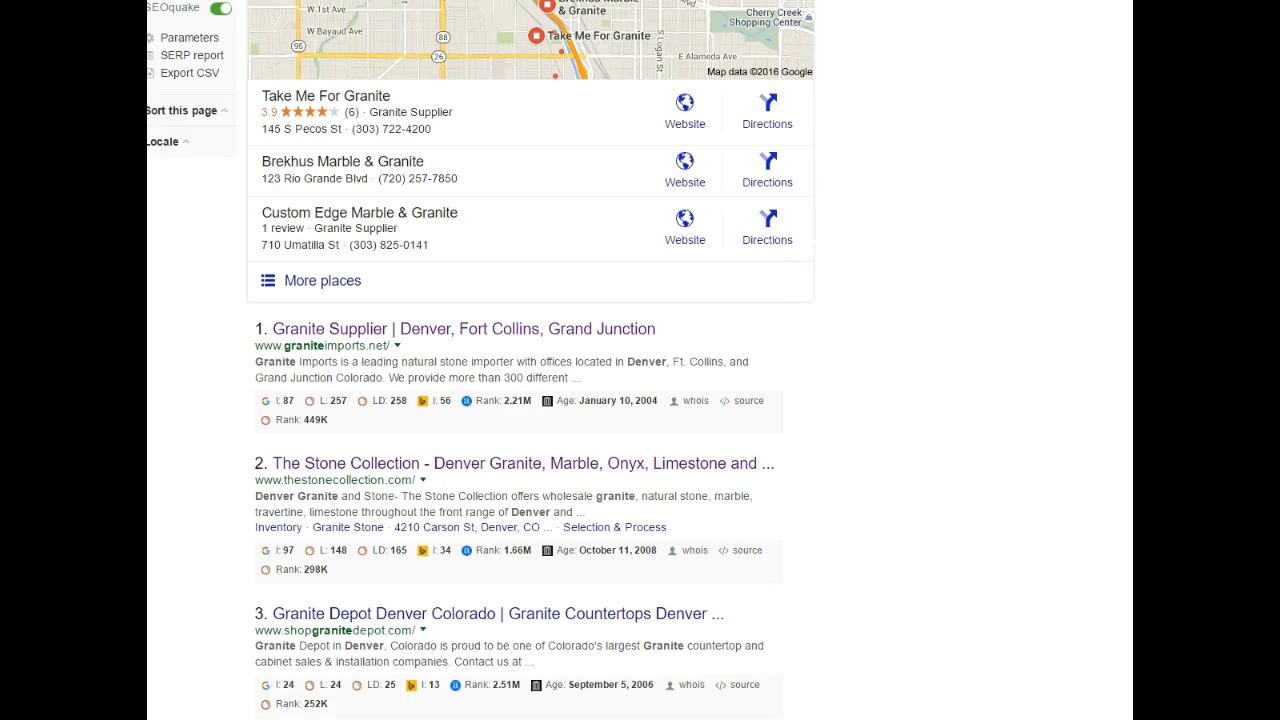 SEOquake
Parameters
SERP report
Export CSV
Sort this page
Locale
W 1st Ave
W Bayaud Ave
95
88
26
& Granite
Take Me For Granite
S Logan St
E Alameda Ave
Cherry Creek
Shopping Center
Map data ©2016 Google
Take Me For Granite
3.9 (6) · Granite Supplier
145 S Pecos St · (303) 722-4200
Website
Directions
Brekhus Marble & Granite
123 Rio Grande Blvd · (720) 257-7850
Website
Directions
Custom Edge Marble & Granite
1 review · Granite Supplier
710 Umatilla St · (303) 825-0141
Website
Directions
More places
1. Granite Supplier | Denver, Fort Collins, Grand Junction
www.graniteimports.net/
Granite Imports is a leading natural stone importer with offices located in Denver, Ft. Collins, and
Grand Junction Colorado. We provide more than 300 different ...
I: 87 L: 257 LD: 258 I: 56 Rank: 2.21M Age: January 10, 2004 whois </> source
Rank: 449K
2. The Stone Collection - Denver Granite, Marble, Onyx, Limestone and ...
www.thestonecollection.com/
Denver Granite and Stone- The Stone Collection offers wholesale granite, natural stone, marble,
travertine, limestone throughout the front range of Denver and ...
Inventory · Granite Stone · 4210 Carson St, Denver, CO ... · Selection & Process
I: 97 L: 148 LD: 165 I: 34 Rank: 1.66M Age: October 11, 2008 whois </> source
Rank: 298K
3. Granite Depot Denver Colorado | Granite Countertops Denver ...
www.shopgranitedepot.com/
Granite Depot in Denver, Colorado is proud to be one of Colorado's largest Granite countertop and
cabinet sales & installation companies. Contact us at ...
I: 24 L: 24 LD: 25 I: 13 Rank: 2.51M Age: September 5, 2006 whois </> source
Rank: 252K